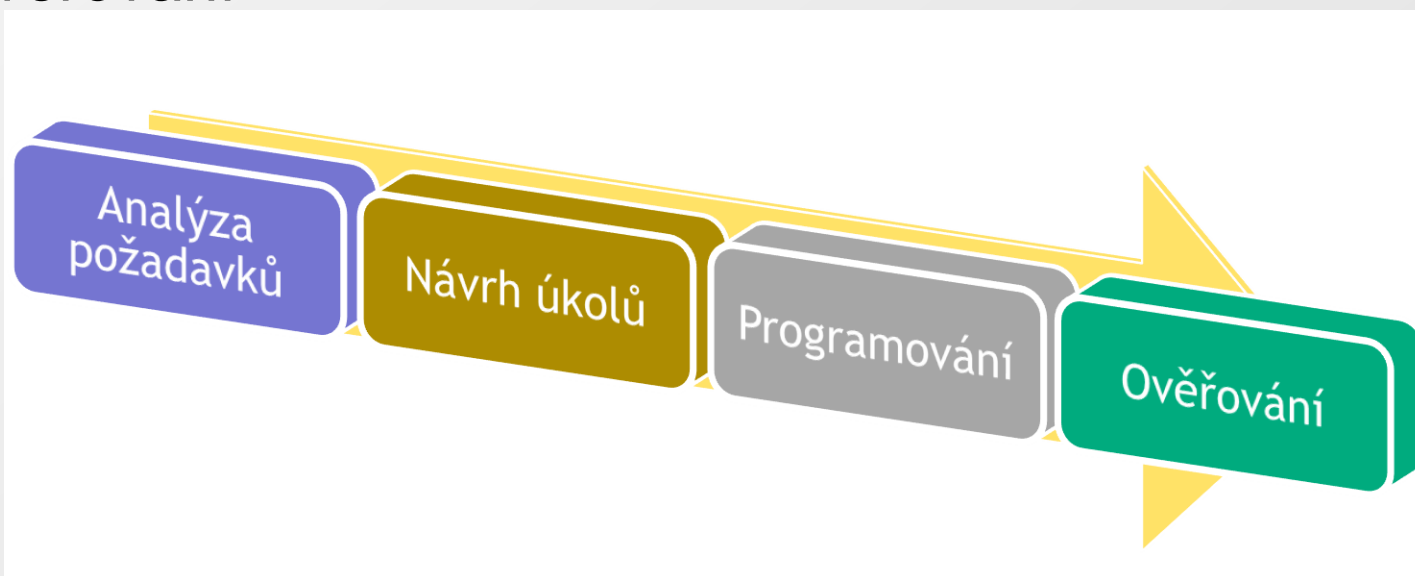 Analýza
požadavků
Návrh úkolů
Programování
Ověřování